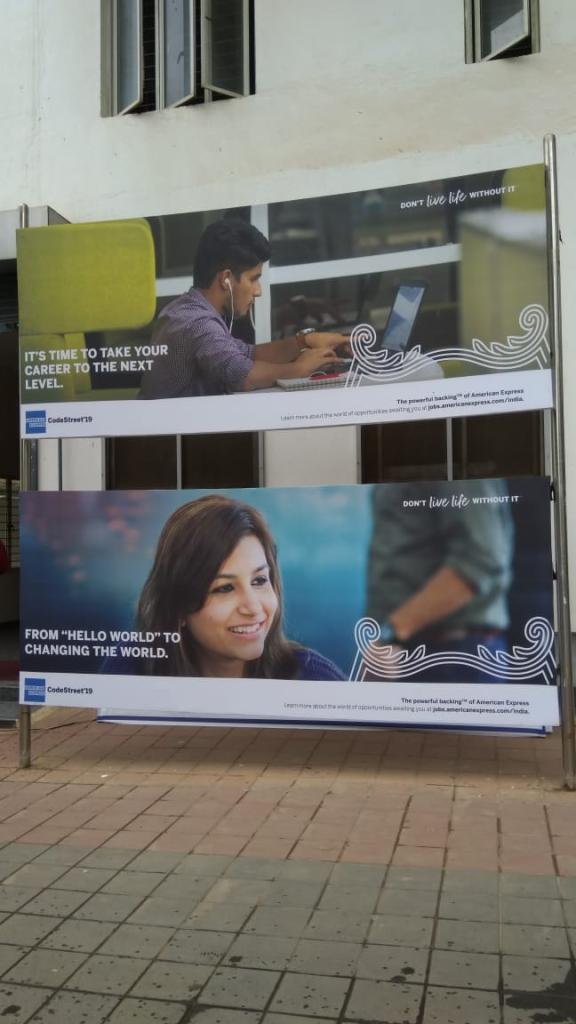 DON'T live life WITHOUT IT
IT'S TIME TO TAKE YOUR
CAREER TO THE NEXT
LEVEL.
CodeStreet'19
The powerful backing™ of American Express
Learn more about the world of opportunities awaiting you at jobs.americanexpress.com/india.
DON'T live life WITHOUT IT
FROM "HELLO WORLD" TO
CHANGING THE WORLD.
CodeStreet'19
The powerful backing™ of American Express
Learn more about the world of opportunities awaiting you at jobs.americanexpress.com/india.